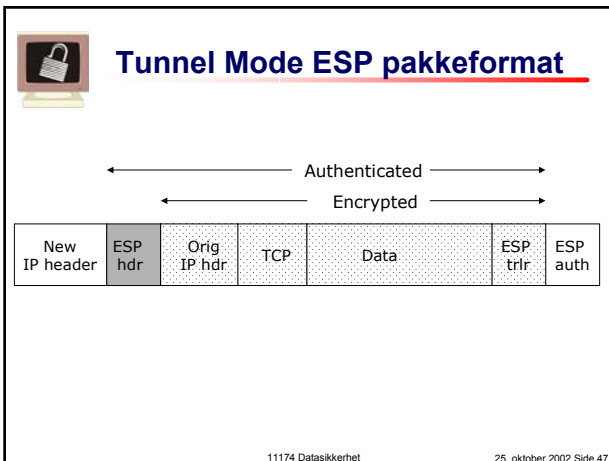 Tunnel Mode ESP pakkeformat
Authenticated
Encrypted
New IP header
ESP hdr
Orig IP hdr
TCP
Data
ESP trlr
ESP auth
11174 Datasikkerhet
25. oktober 2002 Side 47